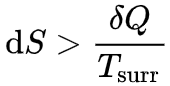 dS > δQ / T_surr